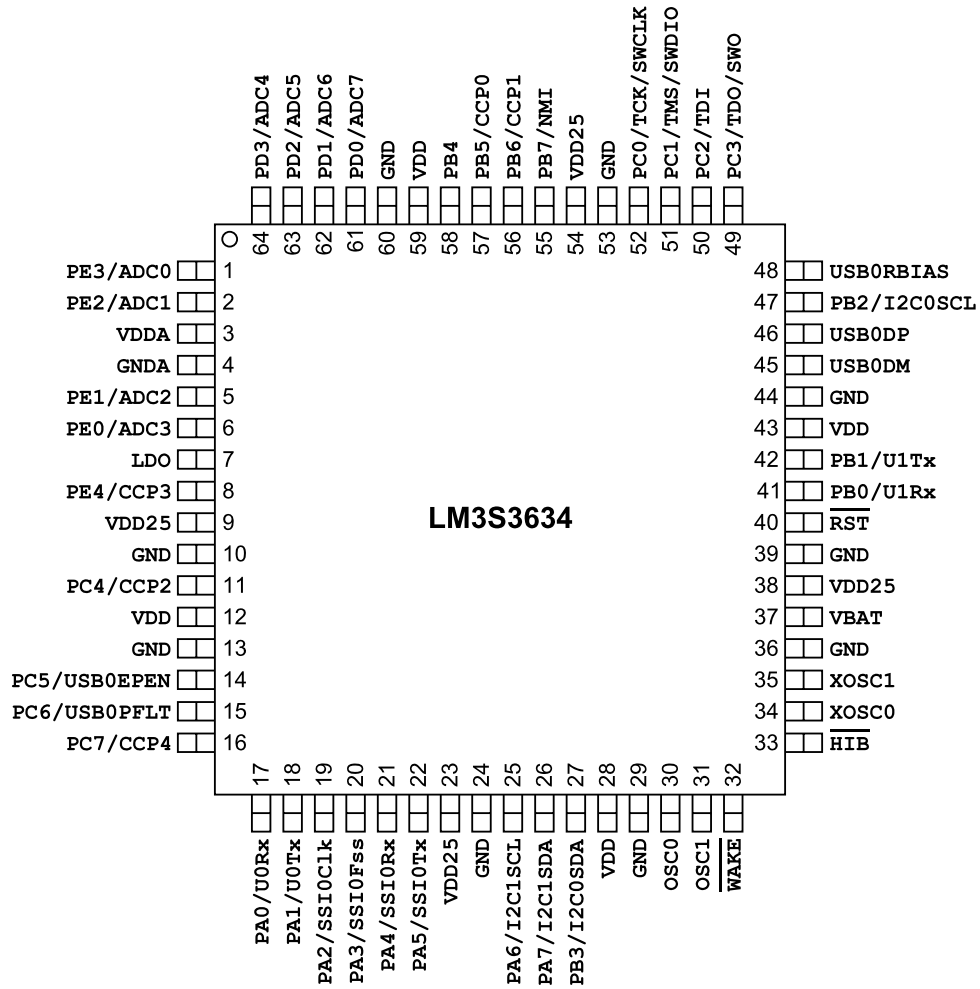 PD3/ADC4
PD2/ADC5
PD1/ADC6
PD0/ADC7
GND
VDD
PB4
PB5/CCP0
PB6/CCP1
PB7/NMI
VDD25
GND
PC0/TCK/SWCLK
PC1/TMS/SWDIO
PC2/TDI
PC3/TDO/SWO
64 63 62 61 60 59 58 57 56 55 54 53 52 51 50 49
PE3/ADC0 1 48 USB0RBIAS
PE2/ADC1 2 47 PB2/I2C0SCL
VDDA 3 46 USB0DP
GNDA 4 45 USB0DM
PE1/ADC2 5 44 GND
PE0/ADC3 6 43 VDD
LDO 7 42 PB1/U1Tx
PE4/CCP3 8 41 PB0/U1Rx
LM3S3634
VDD25 9 40 RST
GND 10 39 GND
PC4/CCP2 11 38 VDD25
VDD 12 37 VBAT
GND 13 36 GND
PC5/USB0EPEN 14 35 XOSC1
PC6/USB0PFLT 15 34 XOSC0
PC7/CCP4 16 33 HIB
17 18 19 20 21 22 23 24 25 26 27 28 29 30 31 32
PA0/U0Rx
PA1/U0Tx
PA2/SSI0Clk
PA3/SSI0Fss
PA4/SSI0Rx
PA5/SSI0Tx
VDD25
GND
PA6/I2C1SCL
PA7/I2C1SDA
PB3/I2C0SDA
VDD
GND
OSC0
OSC1
WAKE